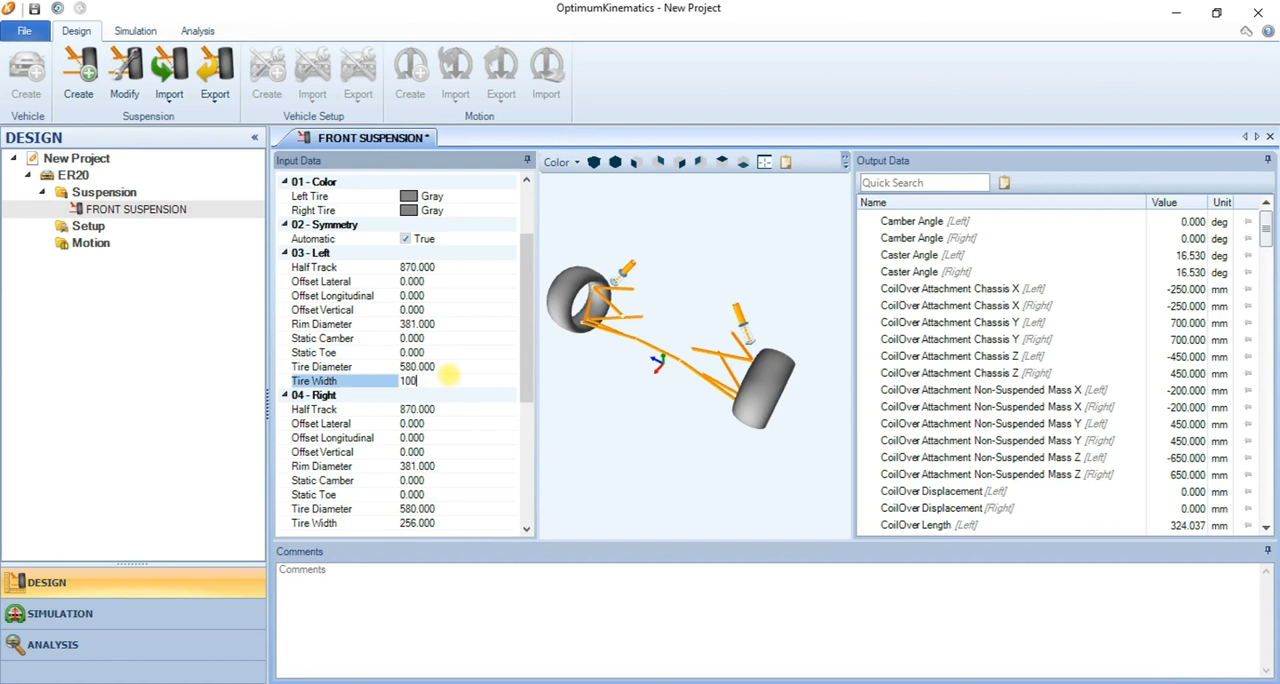 OptimumKinematics - New Project
File
Design
Simulation
Analysis
Create
Create
Modify
Import
Export
Create
Import
Export
Create
Import
Export
Import
Vehicle
Suspension
Vehicle Setup
Motion
DESIGN
«
FRONT SUSPENSION *
New Project
ER20
Suspension
FRONT SUSPENSION
Setup
Motion
Input Data
01 - Color
Left Tire Gray
Right Tire Gray
02 - Symmetry
Automatic True
03 - Left
Half Track 870.000
Offset Lateral 0.000
Offset Longitudinal 0.000
Offset Vertical 0.000
Rim Diameter 381.000
Static Camber 0.000
Static Toe 0.000
Tire Diameter 580.000
Tire Width 100
04 - Right
Half Track 870.000
Offset Lateral 0.000
Offset Longitudinal 0.000
Offset Vertical 0.000
Rim Diameter 381.000
Static Camber 0.000
Static Toe 0.000
Tire Diameter 580.000
Tire Width 256.000
Color
Output Data
Quick Search
Name Value Unit
Camber Angle [Left] 0.000 deg
Camber Angle [Right] 0.000 deg
Caster Angle [Left] 16.530 deg
Caster Angle [Right] 16.530 deg
CoilOver Attachment Chassis X [Left] -250.000 mm
CoilOver Attachment Chassis X [Right] -250.000 mm
CoilOver Attachment Chassis Y [Left] 700.000 mm
CoilOver Attachment Chassis Y [Right] 700.000 mm
CoilOver Attachment Chassis Z [Left] -450.000 mm
CoilOver Attachment Chassis Z [Right] 450.000 mm
CoilOver Attachment Non-Suspended Mass X [Left] -200.000 mm
CoilOver Attachment Non-Suspended Mass X [Right] -200.000 mm
CoilOver Attachment Non-Suspended Mass Y [Left] 450.000 mm
CoilOver Attachment Non-Suspended Mass Y [Right] 450.000 mm
CoilOver Attachment Non-Suspended Mass Z [Left] -650.000 mm
CoilOver Attachment Non-Suspended Mass Z [Right] 650.000 mm
CoilOver Displacement [Left] 0.000 mm
CoilOver Displacement [Right] 0.000 mm
CoilOver Length [Left] 324.037 mm
Comments
Comments
DESIGN
SIMULATION
ANALYSIS